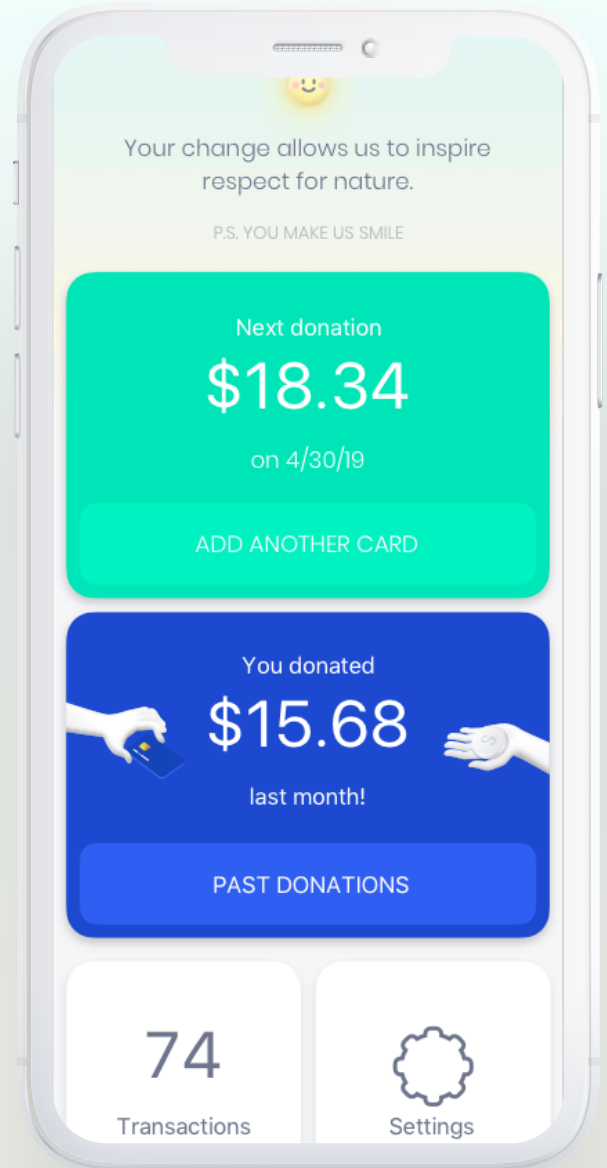 Your change allows us to inspire
respect for nature.
P.S. YOU MAKE US SMILE
Next donation
$18.34
on 4/30/19
ADD ANOTHER CARD
You donated
$15.68
last month!
PAST DONATIONS
74
Transactions
Settings